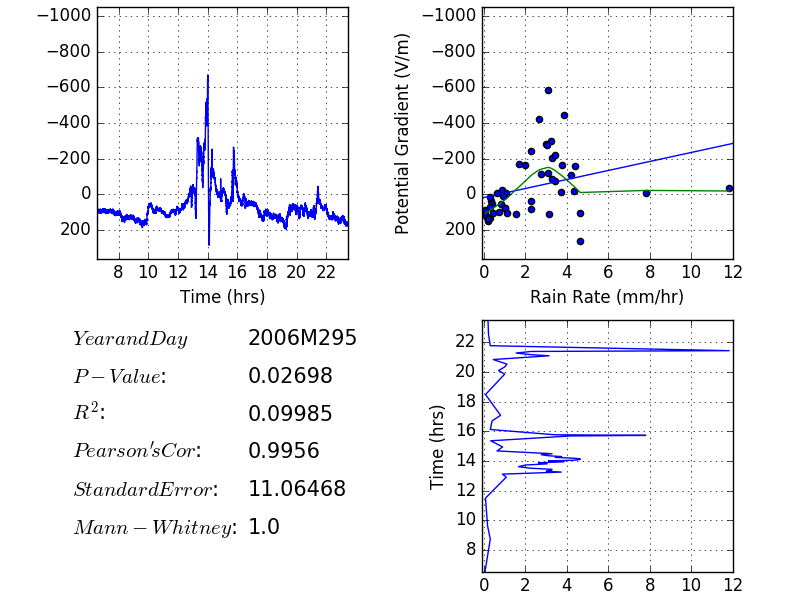 −1000
−800
−600
−400
−200
0
200
8 10 12 14 16 18 20 22
Time (hrs)
Potential Gradient (V/m)
−1000
−800
−600
−400
−200
0
200
0 2 4 6 8 10 12
Rain Rate (mm/hr)
YearandDay 2006M295
P−Value: 0.02698
R²: 0.09985
Pearson'sCor: 0.9956
StandardError: 11.06468
Mann−Whitney: 1.0
Time (hrs)
22
20
18
16
14
12
10
8
0 2 4 6 8 10 12